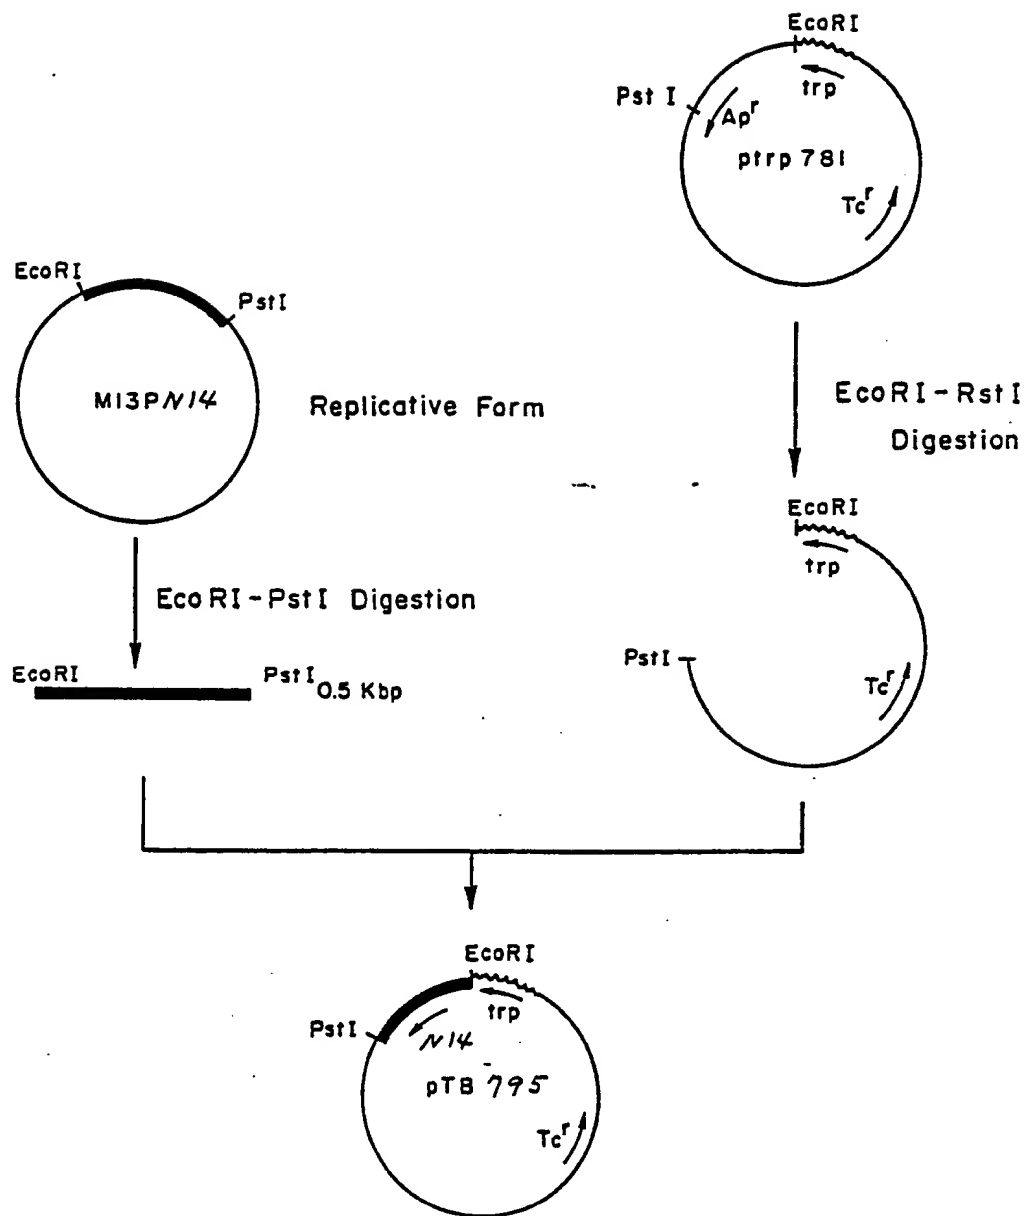 EcoRI
trp
Pst I
Apʳ
ptrp 781
Tcʳ
EcoRI
PstI
M13PN14
Replicative Form
EcoRI-RstI
Digestion
EcoRI
trp
PstI
Tcʳ
EcoRI-PstI Digestion
EcoRI
PstI
0.5 Kbp
EcoRI
trp
PstI
N14
pTB 795
Tcʳ